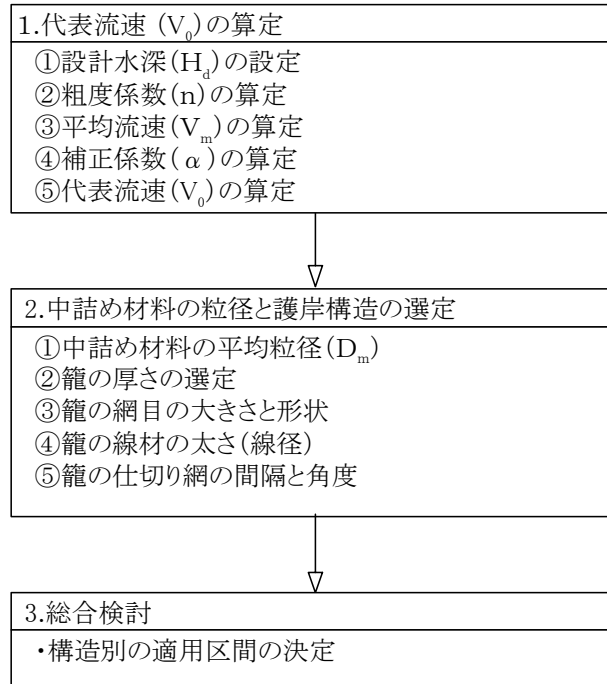 1.代表流速 (V₀)の算定
①設計水深(H_d)の設定
②粗度係数(n)の算定
③平均流速(V_m)の算定
④補正係数(α)の算定
⑤代表流速(V₀)の算定
2.中詰め材料の粒径と護岸構造の選定
①中詰め材料の平均粒径(D_m)
②籠の厚さの選定
③籠の網目の大きさと形状
④籠の線材の太さ(線径)
⑤籠の仕切り網の間隔と角度
3.総合検討
・構造別の適用区間の決定